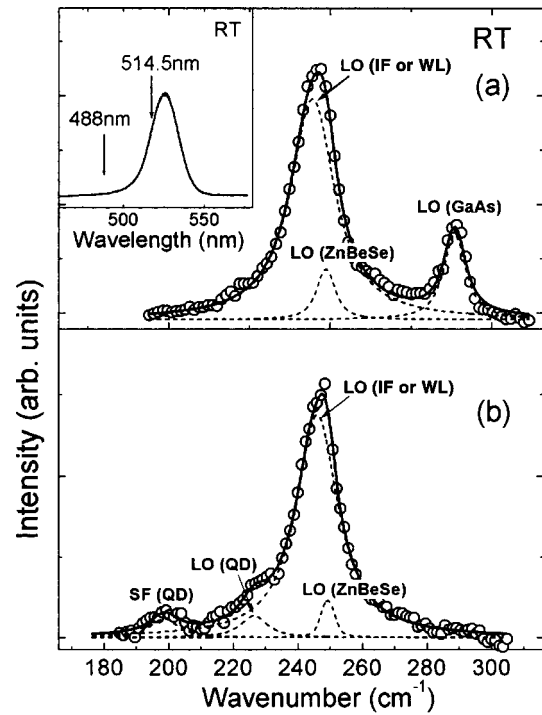 RT
514.5nm
488nm
500 550
Wavelength (nm)
RT
LO (IF or WL)
(a)
LO (GaAs)
LO (ZnBeSe)
Intensity (arb. units)
LO (IF or WL)
(b)
LO (QD)
SF (QD)
LO (ZnBeSe)
180 200 220 240 260 280 300
Wavenumber (cm⁻¹)